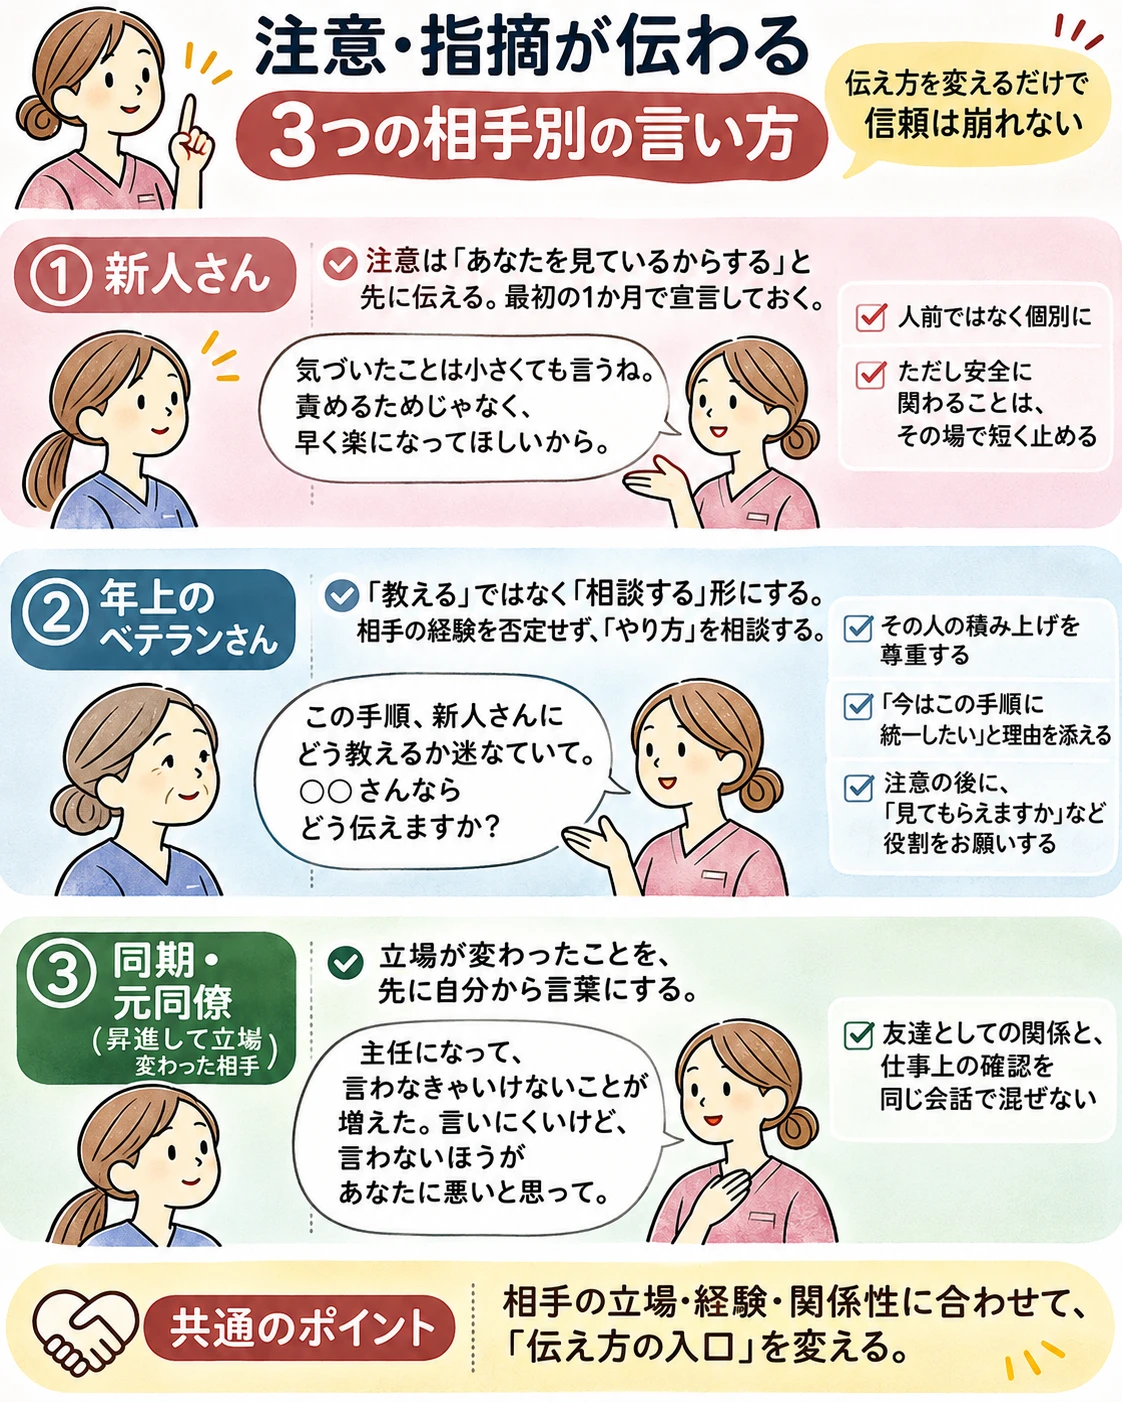 注意・指摘が伝わる
3つの相手別の言い方
伝え方を変えるだけで
信頼は崩れない
① 新人さん
注意は「あなたを見ているからする」と
先に伝える。最初の1か月で宣言しておく。
気づいたことは小さくても言うね。
責めるためじゃなく、
早く楽になってほしいから。
人前ではなく個別に
ただし安全に
関わることは、
その場で短く止める
② 年上の
ベテランさん
「教える」ではなく「相談する」形にする。
相手の経験を否定せず、「やり方」を相談する。
この手順、新人さんに
どう教えるか迷なていて。
○○さんなら
どう伝えますか?
その人の積み上げを
尊重する
「今はこの手順に
統一したい」と理由を添える
注意の後に、
「見てもらえますか」など
役割をお願いする
③ 同期・
元同僚
(昇進して立場
変わった相手)
立場が変わったことを、
先に自分から言葉にする。
主任になって、
言わなきゃいけないことが
増えた。言いにくいけど、
言わないほうが
あなたに悪いと思って。
友達としての関係と、
仕事上の確認を
同じ会話で混ぜない
共通のポイント
相手の立場・経験・関係性に合わせて、
「伝え方の入口」を変える。